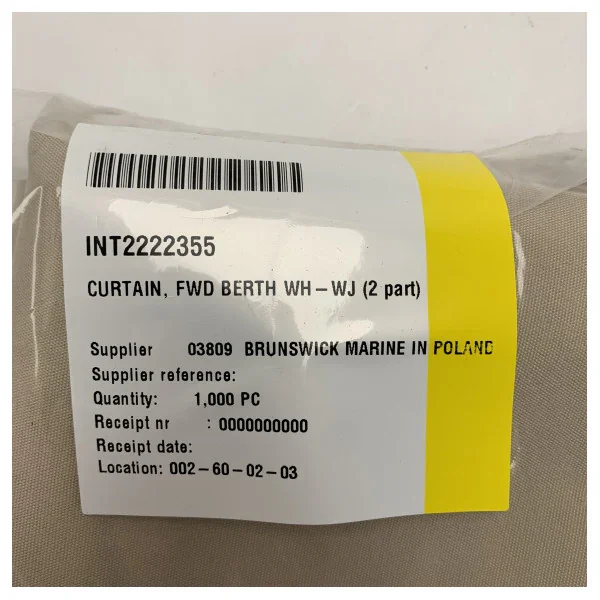 INT2222355
CURTAIN, FWD BERTH WH-WJ (2 part)
Supplier 03809 BRUNSWICK MARINE IN POLAND
Supplier reference:
Quantity: 1,000 PC
Receipt nr : 0000000000
Receipt date:
Location: 002-60-02-03